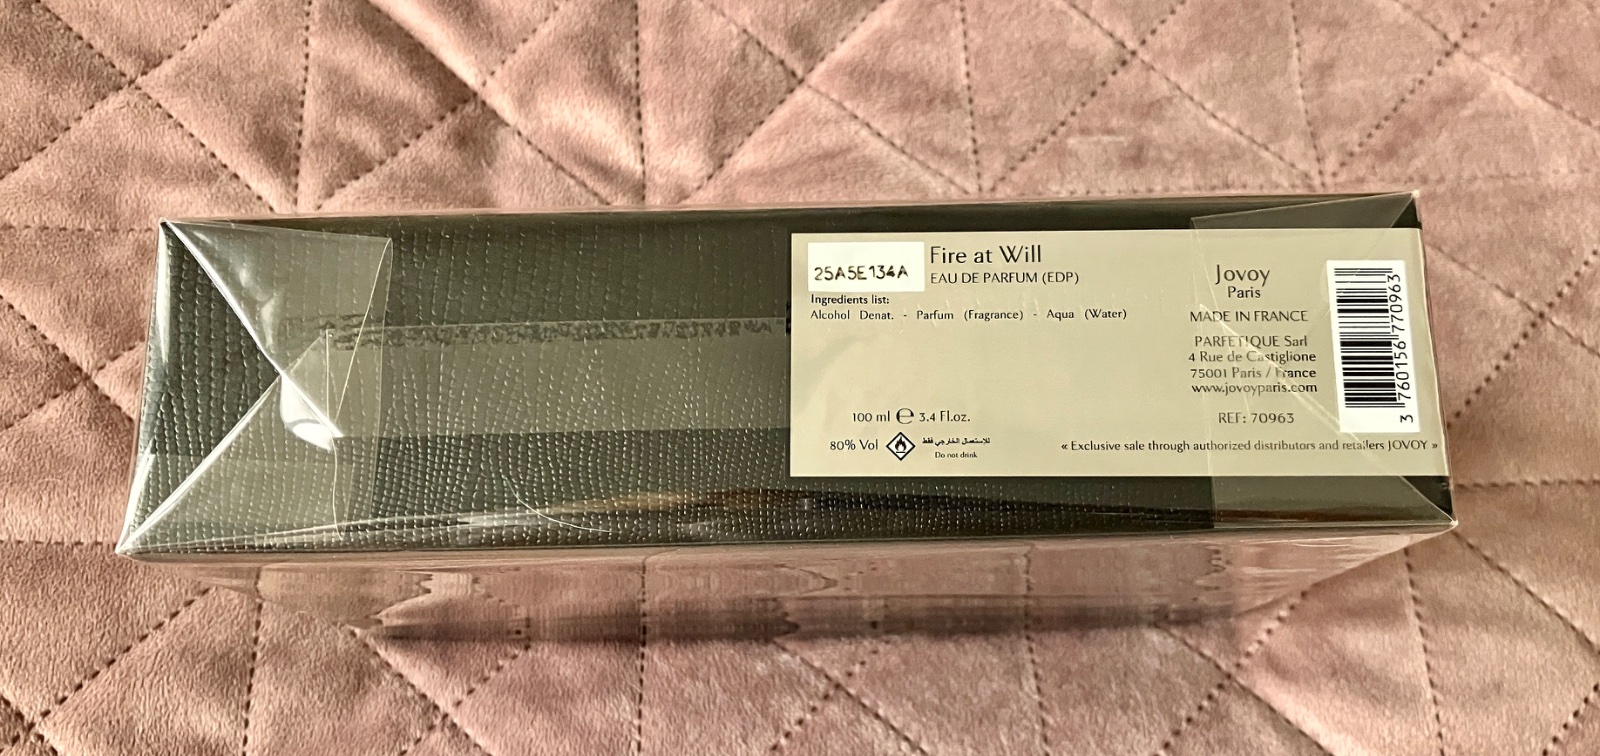 25A5E134A
Fire at Will
EAU DE PARFUM (EDP)
Ingredients list:
Alcohol Denat. - Parfum (Fragrance) - Aqua (Water)
100 ml ℮ 3.4 Fl.oz.
80% Vol
للاستعمال الخارجي فقط
Do not drink
Jovoy
Paris
MADE IN FRANCE
PARFETIQUE Sarl
4 Rue de Castiglione
75001 Paris / France
www.jovoyparis.com
REF: 70963
« Exclusive sale through authorized distributors and retailers JOVOY »
3 760156 770963